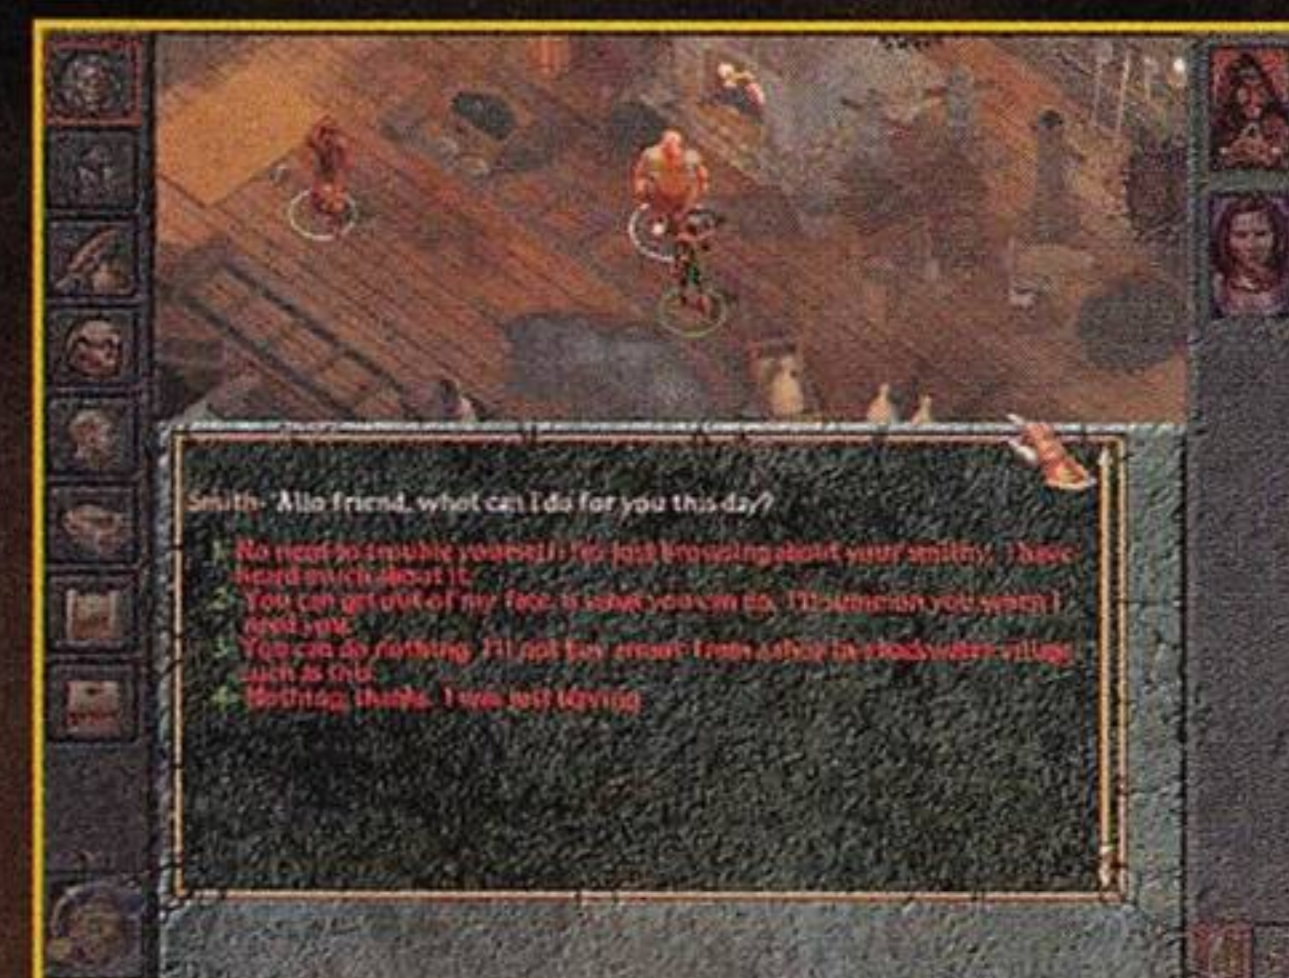 Smith- 'Allo friend, what can I do for you this day?
1- No need to trouble yourself. I'm just browsing about your smithy. I have
heard much about it.
2- You can get out of my face is what you can do. I'll summon you when I
need you.
3- You can do nothing. I'll not buy from a shop in a backwater village
such as this.
4- Nothing, thanks. I was just leaving